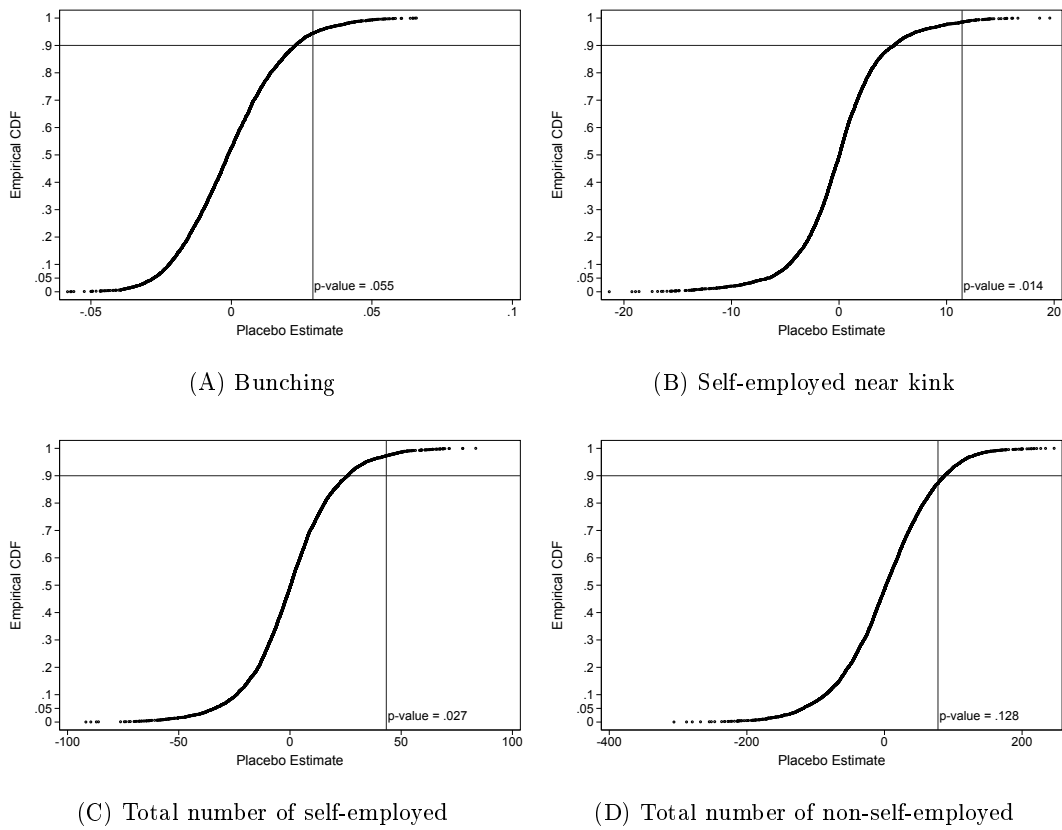 Empirical CDF
1
.9
.8
.7
.6
.5
.4
.3
.2
.1
.05
0
p-value = .055
-.05 0 .05 .1
Placebo Estimate
(A) Bunching
Empirical CDF
1
.9
.8
.7
.6
.5
.4
.3
.2
.1
.05
0
p-value = .014
-20 -10 0 10 20
Placebo Estimate
(B) Self-employed near kink
Empirical CDF
1
.9
.8
.7
.6
.5
.4
.3
.2
.1
.05
0
p-value = .027
-100 -50 0 50 100
Placebo Estimate
(C) Total number of self-employed
Empirical CDF
1
.9
.8
.7
.6
.5
.4
.3
.2
.1
.05
0
p-value = .128
-400 -200 0 200
Placebo Estimate
(D) Total number of non-self-employed